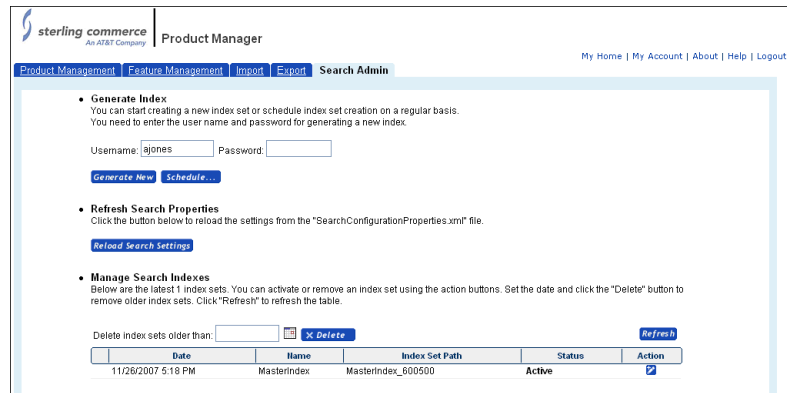 sterling commerce
An AT&T Company
Product Manager
My Home | My Account | About | Help | Logout
Product Management Feature Management Import Export Search Admin
Generate Index
You can start creating a new index set or schedule index set creation on a regular basis.
You need to enter the user name and password for generating a new index.
Username: ajones Password:
Generate New Schedule...
Refresh Search Properties
Click the button below to reload the settings from the "SearchConfigurationProperties.xml" file.
Reload Search Settings
Manage Search Indexes
Below are the latest 1 index sets. You can activate or remove an index set using the action buttons. Set the date and click the "Delete" button to
remove older index sets. Click "Refresh" to refresh the table.
Delete index sets older than: X Delete Refresh
Date Name Index Set Path Status Action
11/26/2007 5:18 PM MasterIndex MasterIndex_600500 Active